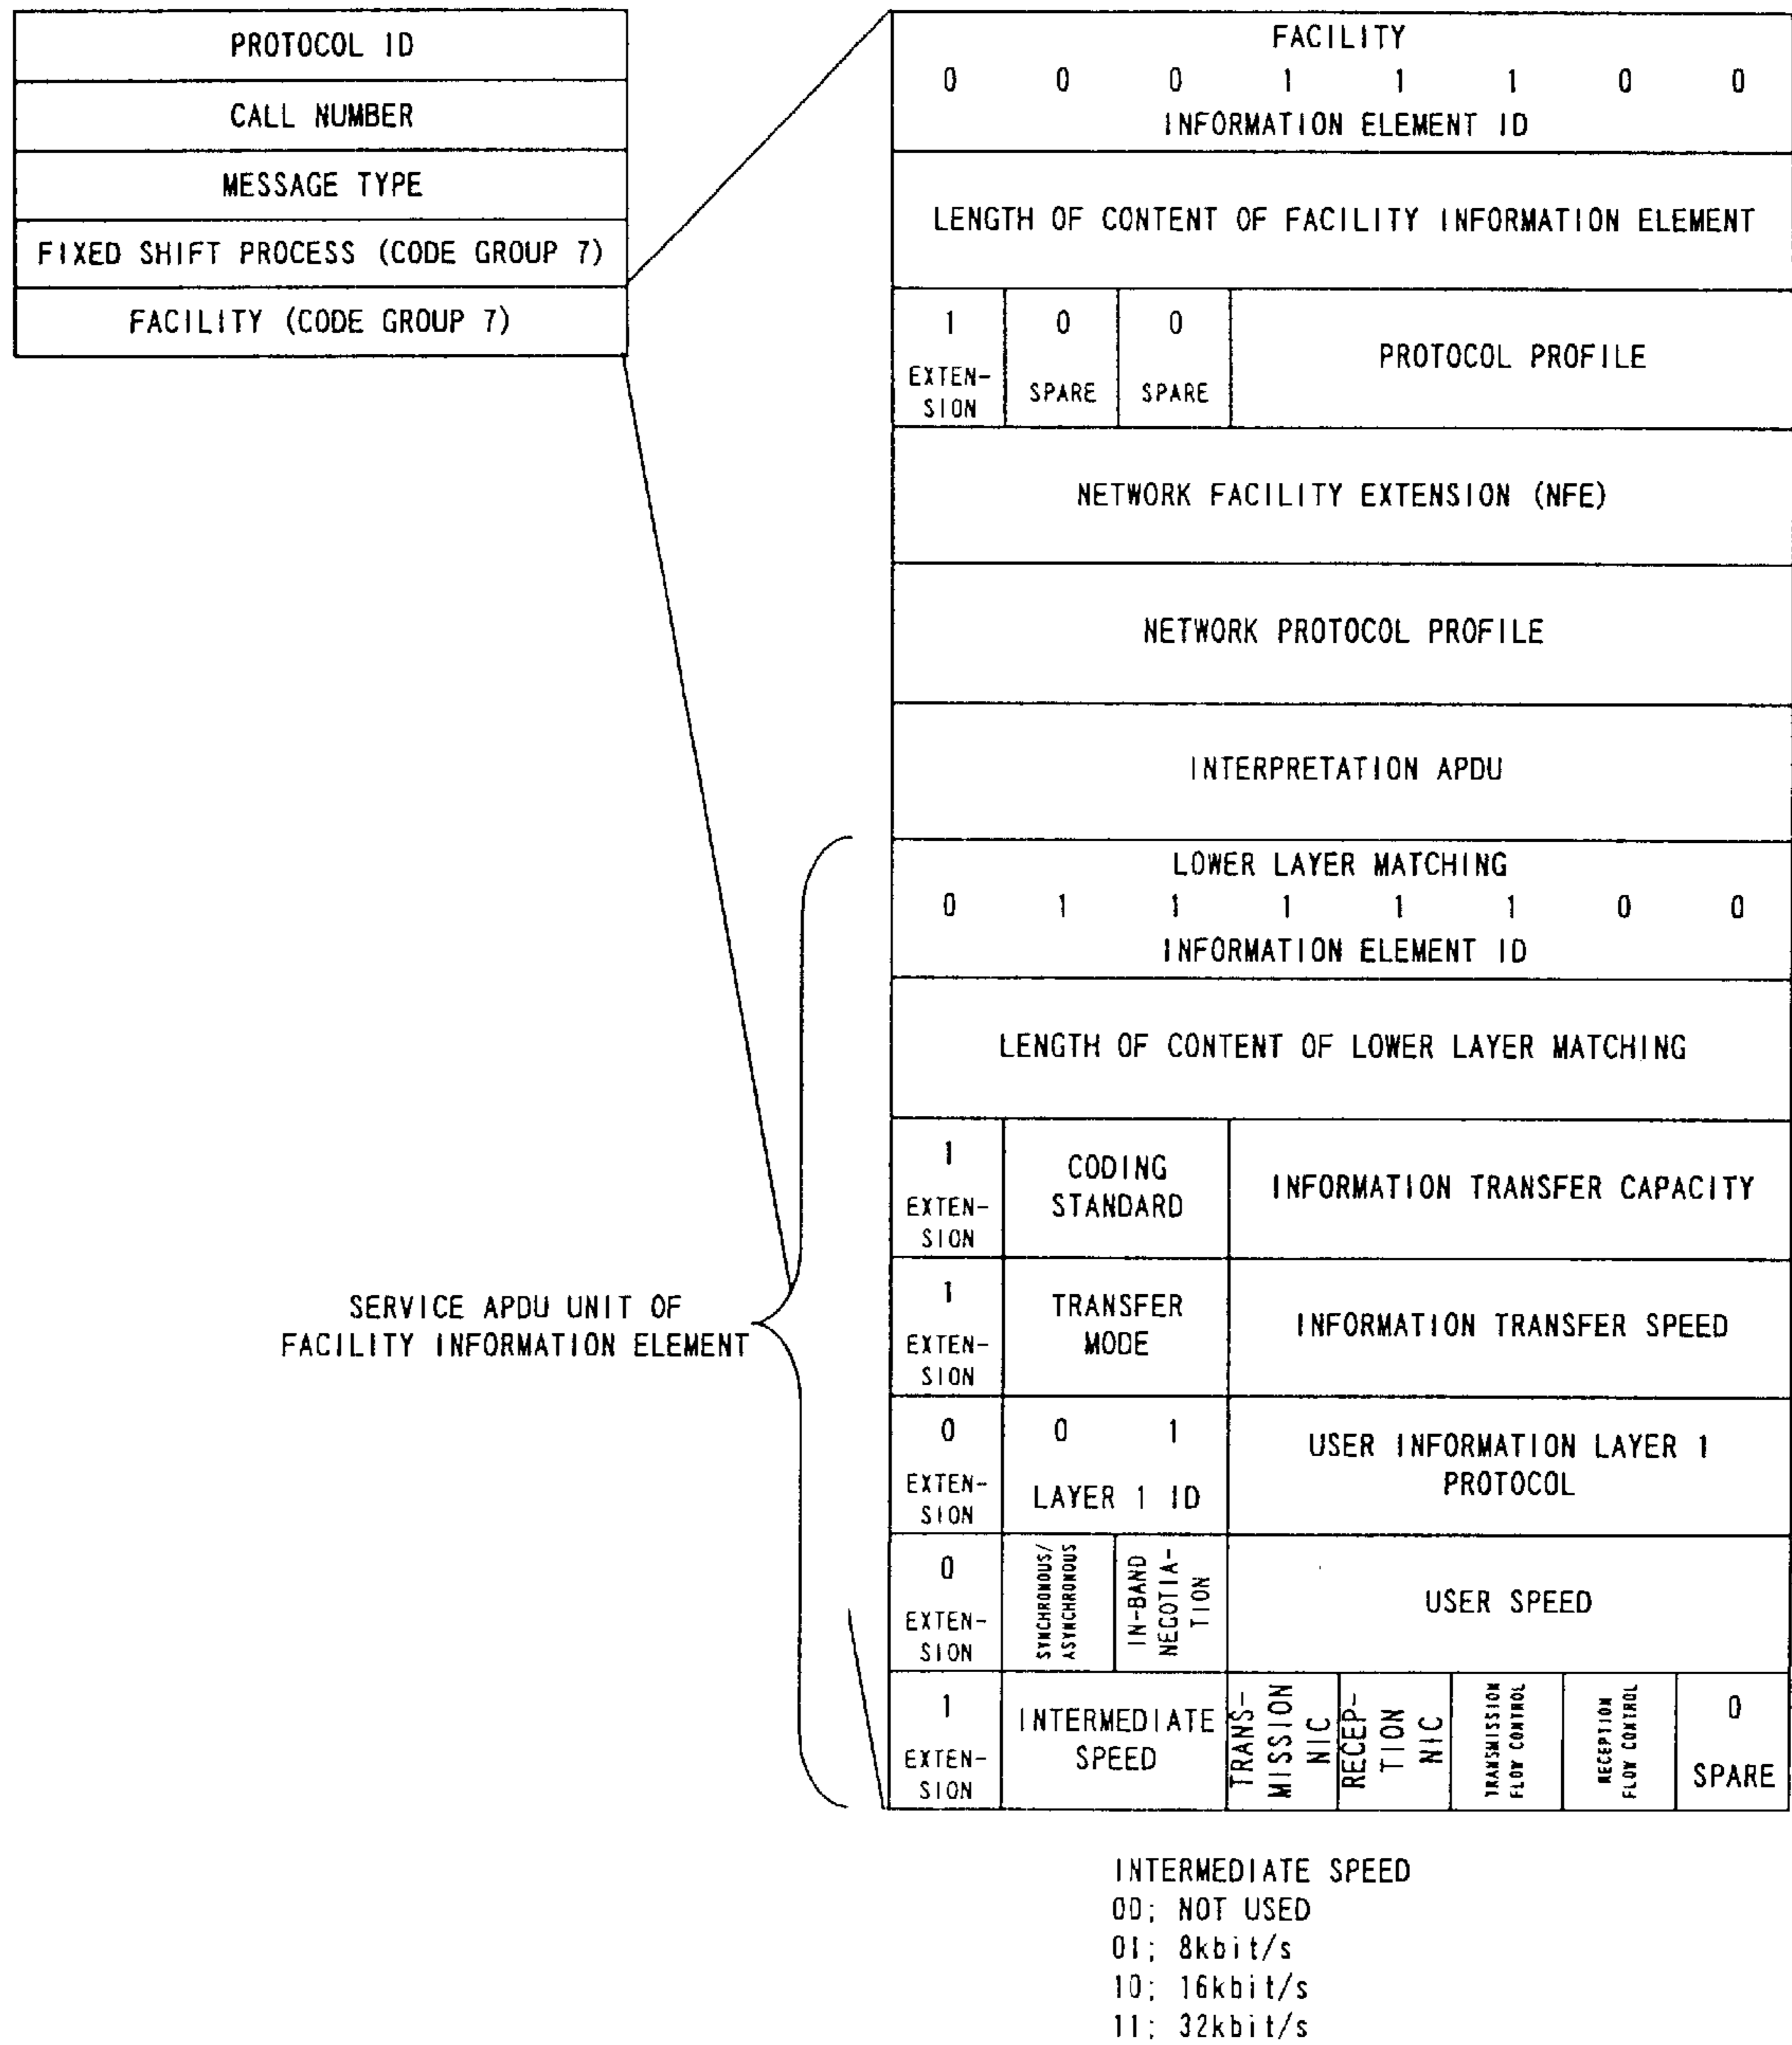 PROTOCOL ID
CALL NUMBER
MESSAGE TYPE
FIXED SHIFT PROCESS (CODE GROUP 7)
FACILITY (CODE GROUP 7)
FACILITY
0 0 0 1 1 1 0 0
INFORMATION ELEMENT ID
LENGTH OF CONTENT OF FACILITY INFORMATION ELEMENT
1 0 0
EXTEN-
SION
SPARE
SPARE
PROTOCOL PROFILE
NETWORK FACILITY EXTENSION (NFE)
NETWORK PROTOCOL PROFILE
INTERPRETATION APDU
LOWER LAYER MATCHING
0 1 1 1 1 1 0 0
INFORMATION ELEMENT ID
LENGTH OF CONTENT OF LOWER LAYER MATCHING
1
EXTEN-
SION
CODING
STANDARD
INFORMATION TRANSFER CAPACITY
1
EXTEN-
SION
TRANSFER
MODE
INFORMATION TRANSFER SPEED
0
EXTEN-
SION
0 1
LAYER 1 ID
USER INFORMATION LAYER 1
PROTOCOL
0
EXTEN-
SION
SYNCHRONOUS/
ASYNCHRONOUS
IN-BAND
NEGOTIA-
TION
USER SPEED
1
EXTEN-
SION
INTERMEDIATE
SPEED
TRANS-
MISSION
NIC
RECEP-
TION
NIC
TRANSMISSION
FLOW CONTROL
RECEPTION
FLOW CONTROL
0
SPARE
SERVICE APDU UNIT OF
FACILITY INFORMATION ELEMENT
INTERMEDIATE SPEED
00; NOT USED
01; 8kbit/s
10; 16kbit/s
11; 32kbit/s